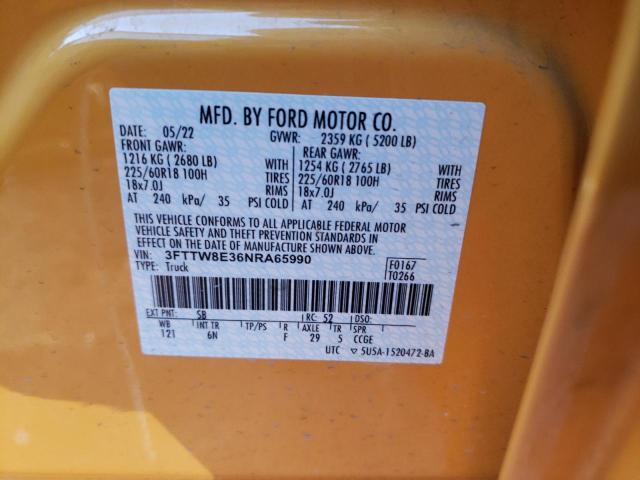 MFD. BY FORD MOTOR CO.
DATE: 05/22 GVWR: 2359 KG ( 5200 LB)
FRONT GAWR: REAR GAWR:
1216 KG ( 2680 LB) WITH 1254 KG ( 2765 LB) WITH
225/60R18 100H TIRES 225/60R18 100H TIRES
18x7.0J RIMS 18x7.0J RIMS
AT 240 kPa/ 35 PSI COLD AT 240 kPa/ 35 PSI COLD
THIS VEHICLE CONFORMS TO ALL APPLICABLE FEDERAL MOTOR
VEHICLE SAFETY AND THEFT PREVENTION STANDARDS IN
EFFECT ON THE DATE OF MANUFACTURE SHOWN ABOVE.
VIN: 3FTTW8E36NRA65990 F0167
TYPE: Truck T0266
EXT PNT: SB RC: 52 DSO:
WB INT TR TP/PS R AXLE TR SPR
121 6N F 29 5 CCGE
UTC ▽ 5U5A-1520472-BA